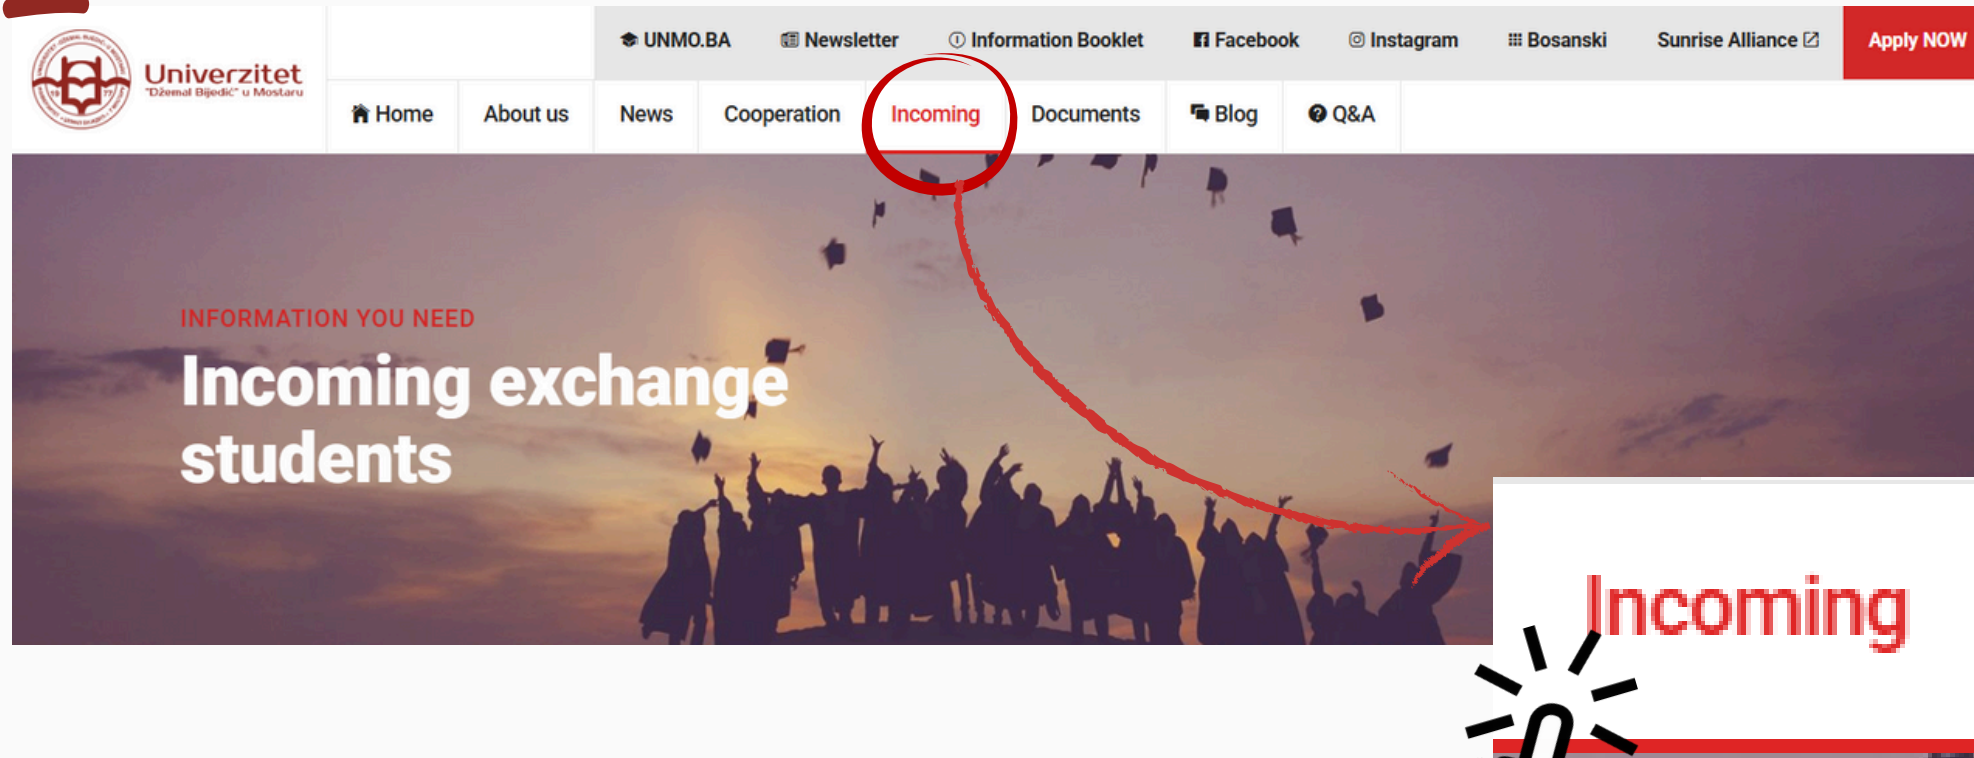 UNMO.BA Newsletter Information Booklet Facebook Instagram Bosanski Sunrise Alliance Apply NOW
Univerzitet
"Džemal Bijedić" u Mostaru
Home About us News Cooperation Incoming Documents Blog Q&A
INFORMATION YOU NEED
Incoming exchange
students
Incoming